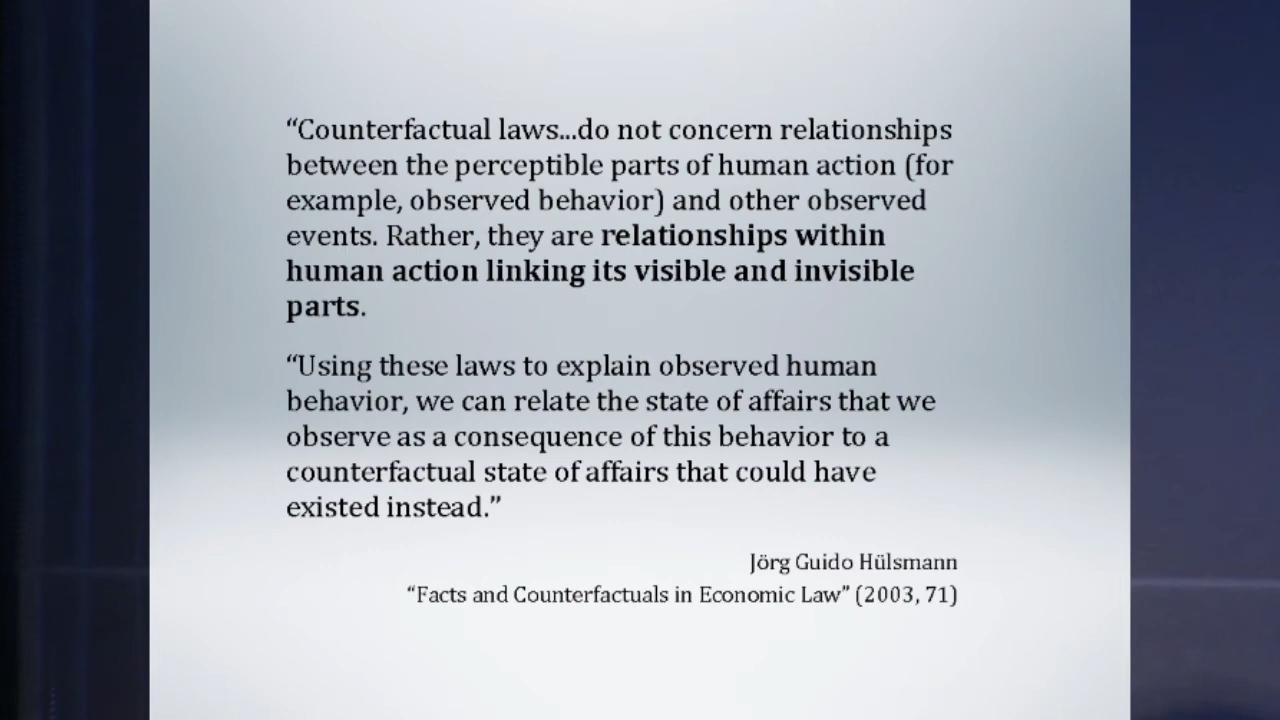 “Counterfactual laws...do not concern relationships
between the perceptible parts of human action (for
example, observed behavior) and other observed
events. Rather, they are relationships within
human action linking its visible and invisible
parts.
“Using these laws to explain observed human
behavior, we can relate the state of affairs that we
observe as a consequence of this behavior to a
counterfactual state of affairs that could have
existed instead.”
Jörg Guido Hülsmann
“Facts and Counterfactuals in Economic Law” (2003, 71)